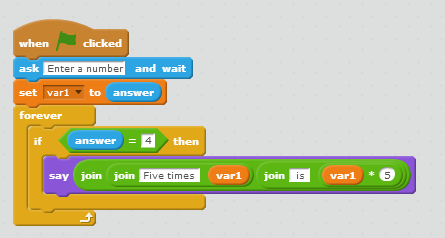 when clicked
ask Enter a number and wait
set var1 to answer
forever
if answer = 4 then
say join join Five times var1 join is var1 * 5